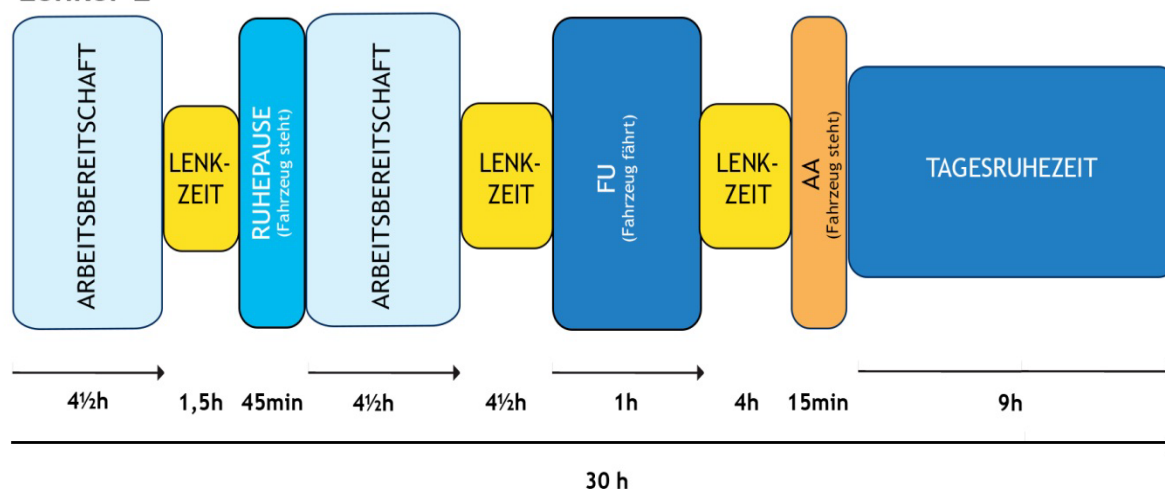 ARBEITSBEREITSCHAFT
LENK-
ZEIT
RUHEPAUSE
(Fahrzeug steht)
ARBEITSBEREITSCHAFT
LENK-
ZEIT
FU
(Fahrzeug fährt)
LENK-
ZEIT
AA
(Fahrzeug steht)
TAGESRUHEZEIT
4½h
1,5h
45min
4½h
4½h
1h
4h
15min
9h
30 h